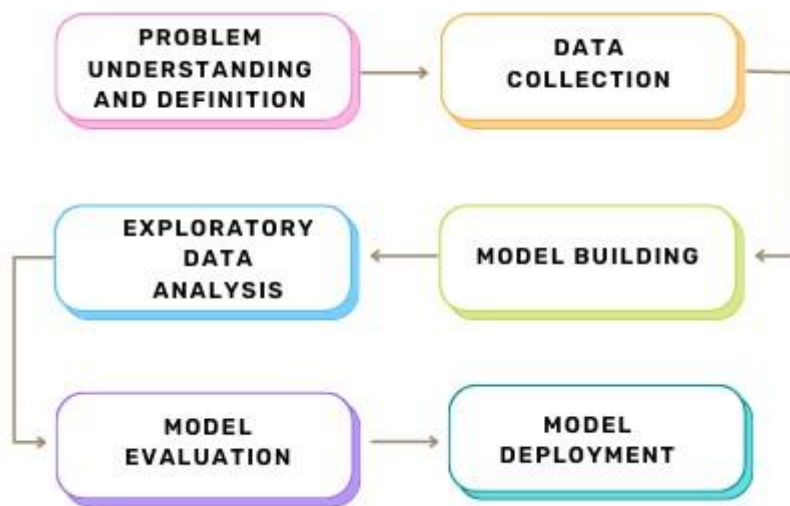 PROBLEM
UNDERSTANDING
AND DEFINITION
DATA
COLLECTION
MODEL BUILDING
EXPLORATORY
DATA
ANALYSIS
MODEL
EVALUATION
MODEL
DEPLOYMENT